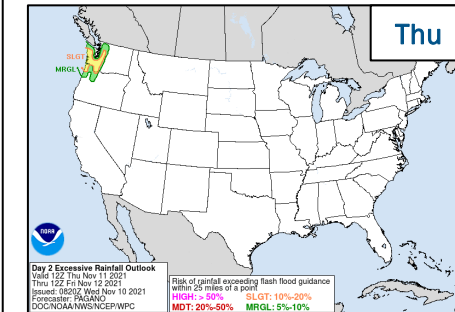 Thu
SLGT
MRGL
NOAA
Day 2 Excessive Rainfall Outlook
Valid 12Z Thu Nov 11 2021
Thru 12Z Fri Nov 12 2021
Issued: 0820Z Wed Nov 10 2021
Forecaster: PAGANO
DOC/NOAA/NWS/NCEP/WPC
Risk of rainfall exceeding flash flood guidance
within 25 miles of a point
HIGH: > 50% SLGT: 10%-20%
MDT: 20%-50% MRGL: 5%-10%